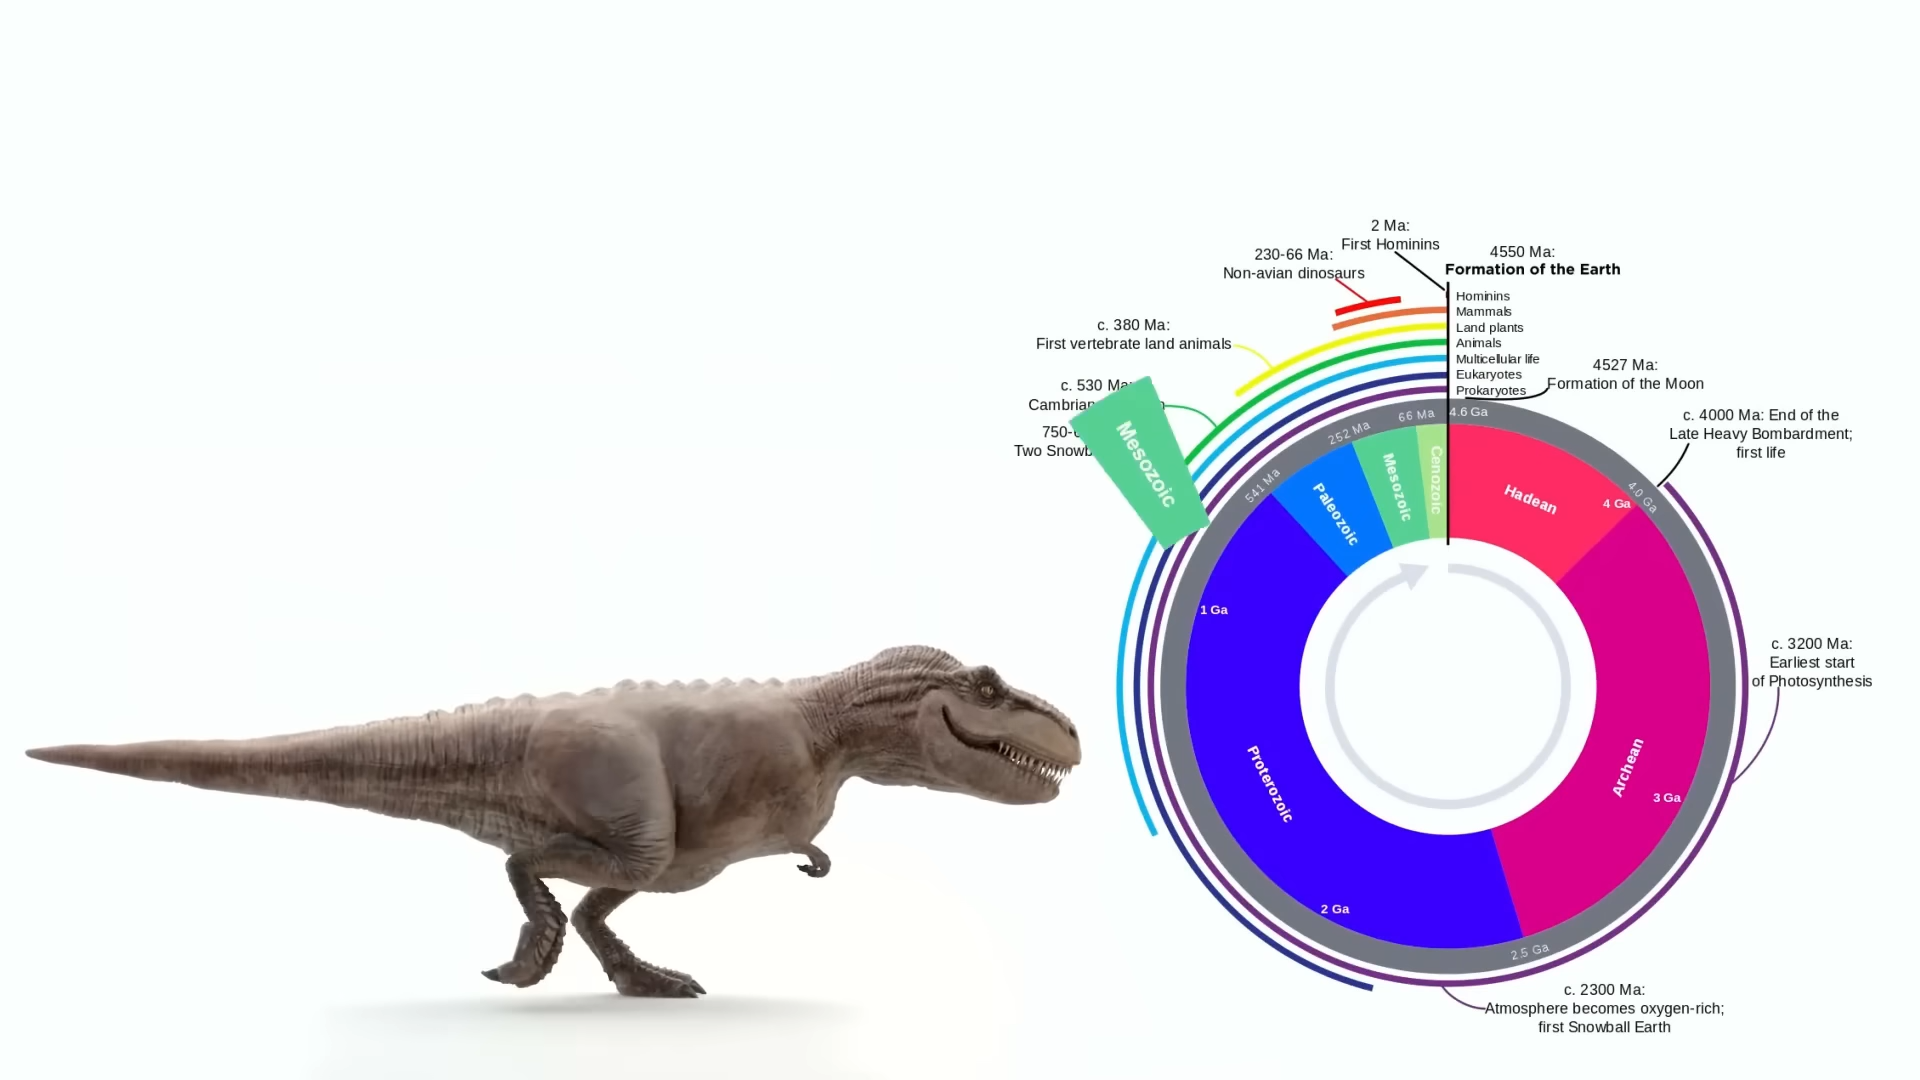 2 Ma:
First Hominins
230-66 Ma:
Non-avian dinosaurs
4550 Ma:
Formation of the Earth
Hominins
Mammals
Land plants
Animals
Multicellular life
Eukaryotes
Prokaryotes
c. 380 Ma:
First vertebrate land animals
4527 Ma:
Formation of the Moon
c. 530 Ma:
Two
Mesozoic
c. 4000 Ma: End of the
Late Heavy Bombardment;
first life
4.6 Ga
66 Ma
252 Ma
541 Ma
4.0 Ga
Cenozoic
Mesozoic
Paleozoic
Hadean
4 Ga
1 Ga
c. 3200 Ma:
Earliest start
of Photosynthesis
Proterozoic
Archean
3 Ga
2 Ga
2.5 Ga
c. 2300 Ma:
Atmosphere becomes oxygen-rich;
first Snowball Earth